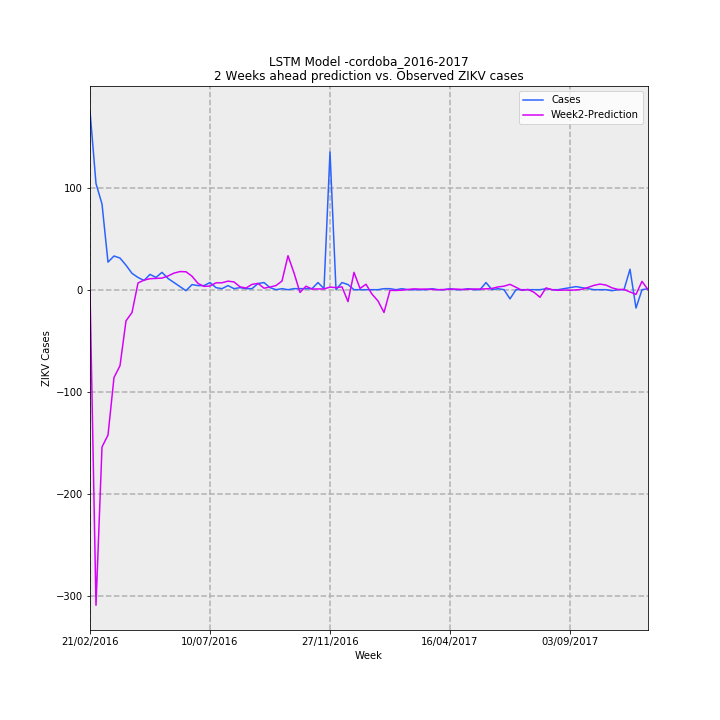 LSTM Model -cordoba_2016-2017
2 Weeks ahead prediction vs. Observed ZIKV cases
Cases
Week2-Prediction
100
0
−100
−200
−300
ZIKV Cases
21/02/2016
10/07/2016
27/11/2016
16/04/2017
03/09/2017
Week